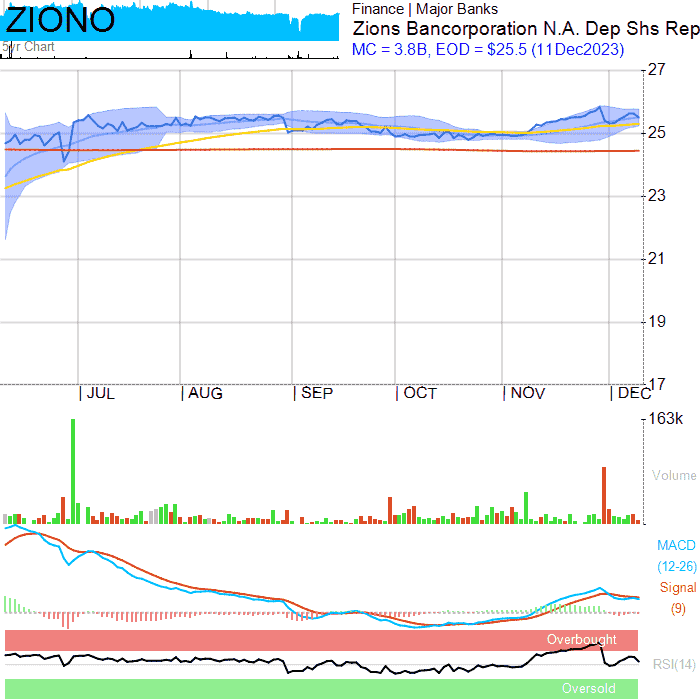 ZIONO
5yr Chart
Finance | Major Banks
Zions Bancorporation N.A. Dep Shs Rep
MC = 3.8B, EOD = $25.5 (11Dec2023)
27
25
23
21
19
17
JUL
AUG
SEP
OCT
NOV
DEC
163k
Volume
MACD
(12-26)
Signal
(9)
Overbought
RSI(14)
Oversold